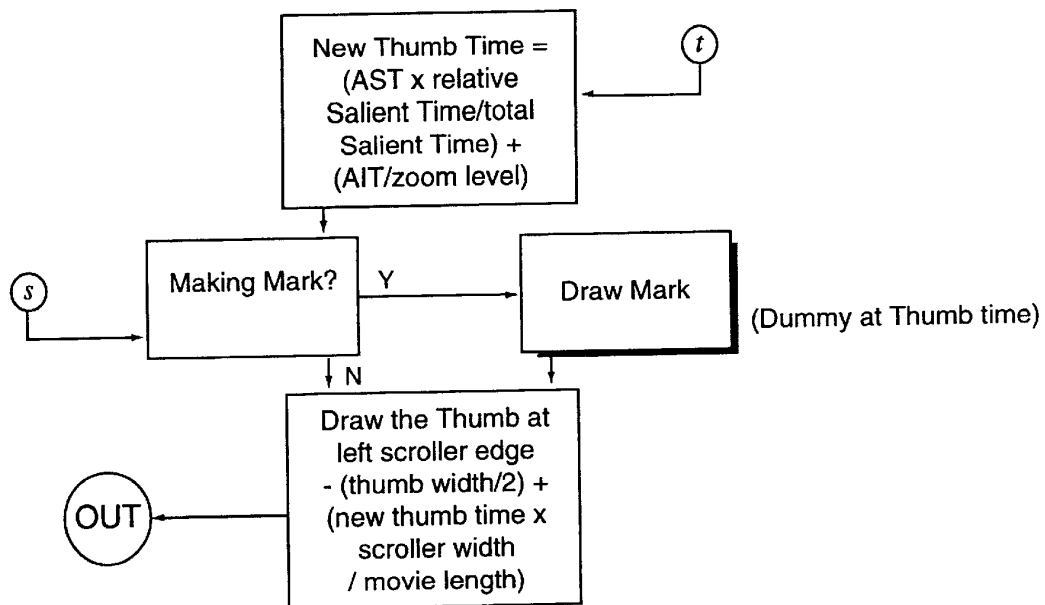 New Thumb Time =
(AST x relative
Salient Time/total
Salient Time) +
(AIT/zoom level)
t
Making Mark?
Y
s
Draw Mark
(Dummy at Thumb time)
N
Draw the Thumb at
left scroller edge
- (thumb width/2) +
(new thumb time x
scroller width
/ movie length)
OUT